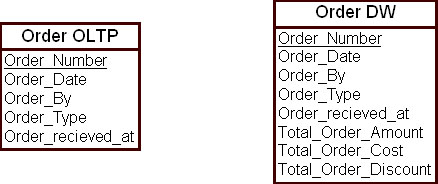 Order OLTP
Order_Number
Order_Date
Order_By
Order_Type
Order_recieved_at
Order DW
Order_Number
Order_Date
Order_By
Order_Type
Order_recieved_at
Total_Order_Amount
Total_Order_Cost
Total_Order_Discount